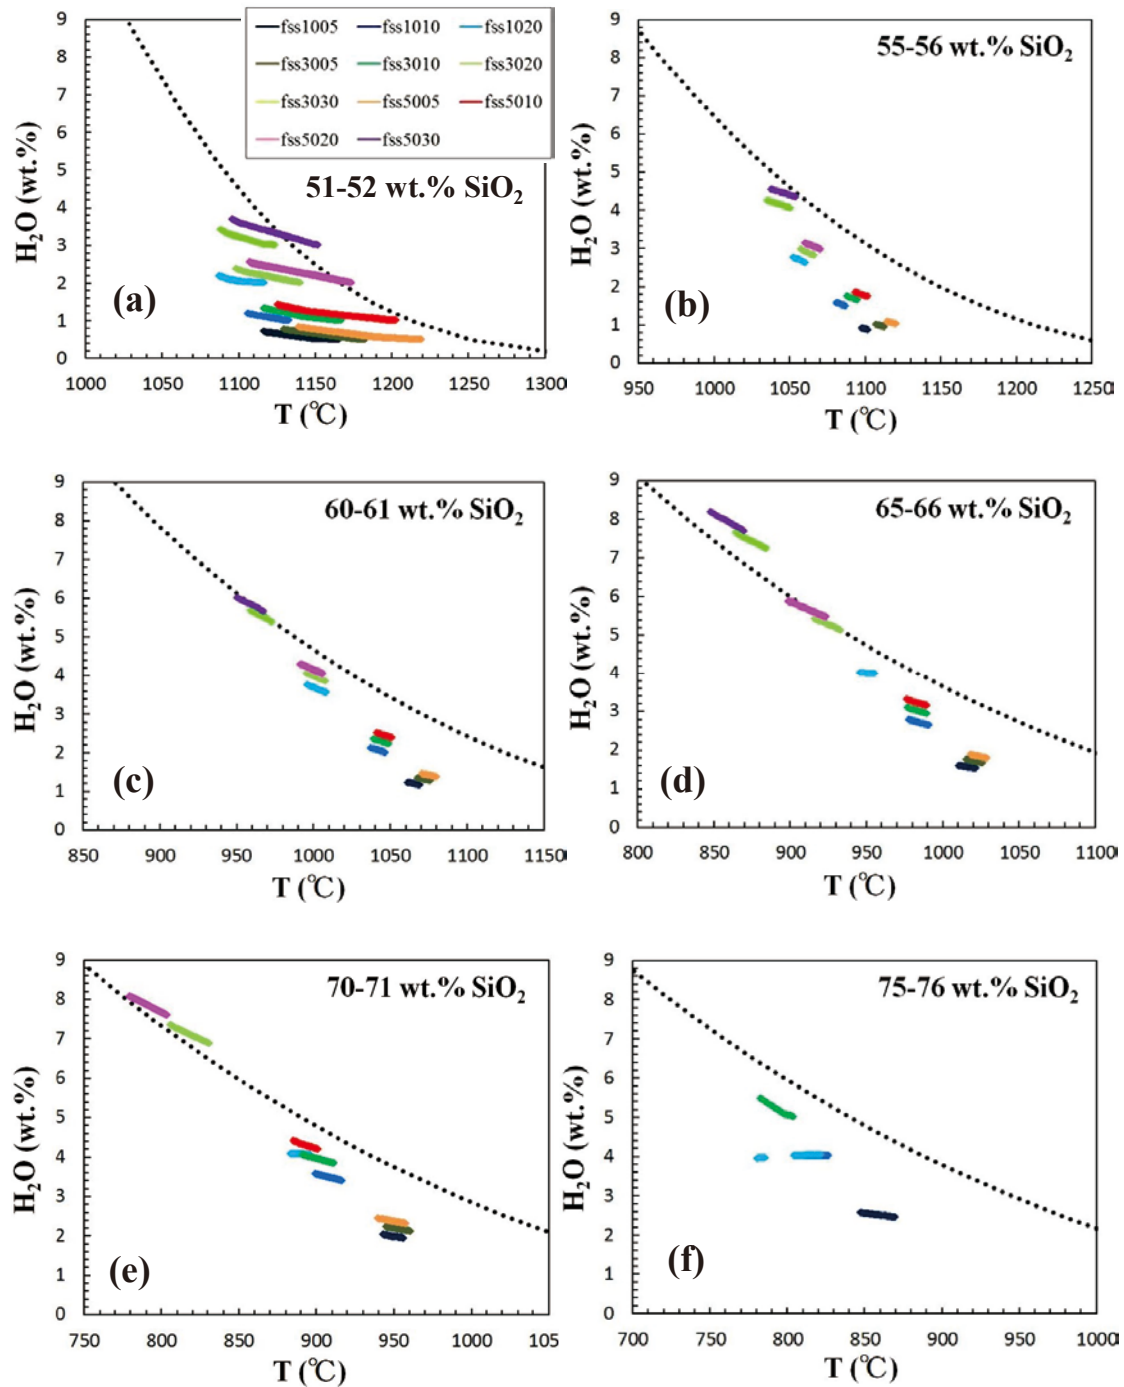 fss1005 fss1010 fss1020
fss3005 fss3010 fss3020
fss3030 fss5005 fss5010
fss5020 fss5030
51-52 wt.% SiO₂
H₂O (wt.%)
9
8
7
6
5
4
3
2
1
0
(a)
1000 1050 1100 1150 1200 1250 1300
T (℃)
55-56 wt.% SiO₂
H₂O (wt.%)
9
8
7
6
5
4
3
2
1
0
(b)
950 1000 1050 1100 1150 1200 1250
T (℃)
60-61 wt.% SiO₂
H₂O (wt.%)
9
8
7
6
5
4
3
2
1
0
(c)
850 900 950 1000 1050 1100 1150
T (℃)
65-66 wt.% SiO₂
H₂O (wt.%)
9
8
7
6
5
4
3
2
1
0
(d)
800 850 900 950 1000 1050 1100
T (℃)
70-71 wt.% SiO₂
H₂O (wt.%)
9
8
7
6
5
4
3
2
1
0
(e)
750 800 850 900 950 1000 105
T (℃)
75-76 wt.% SiO₂
H₂O (wt.%)
9
8
7
6
5
4
3
2
1
0
(f)
700 750 800 850 900 950 1000
T (℃)